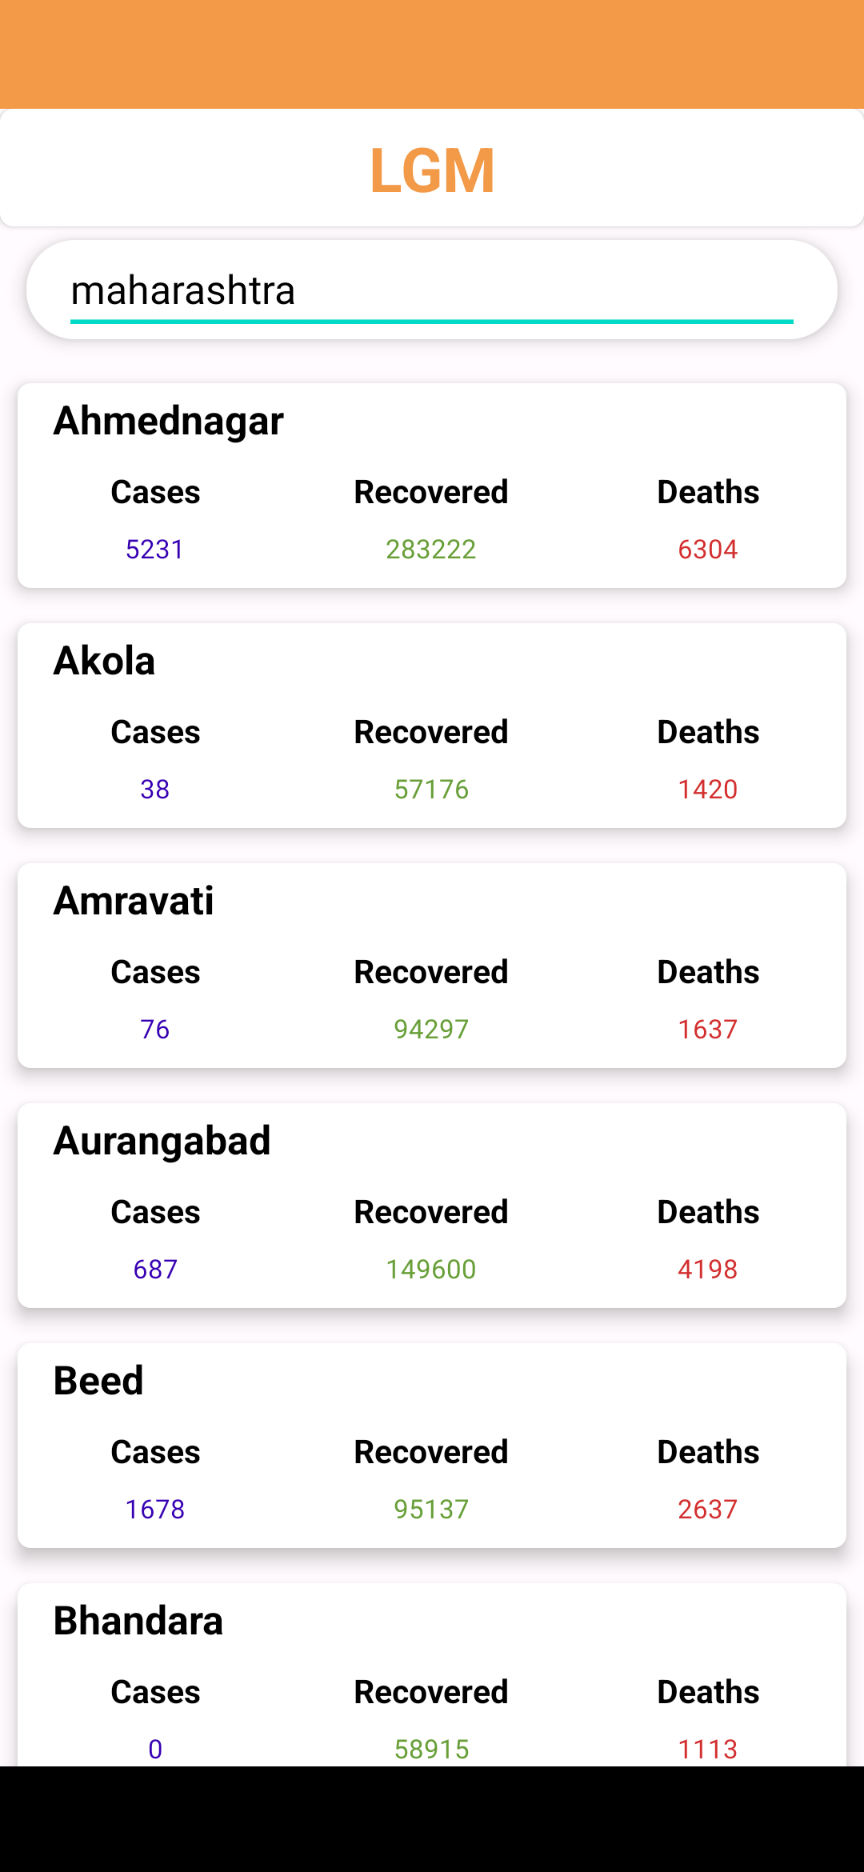 LGM
maharashtra
Ahmednagar
Cases Recovered Deaths
5231 283222 6304
Akola
Cases Recovered Deaths
38 57176 1420
Amravati
Cases Recovered Deaths
76 94297 1637
Aurangabad
Cases Recovered Deaths
687 149600 4198
Beed
Cases Recovered Deaths
1678 95137 2637
Bhandara
Cases Recovered Deaths
0 58915 1113